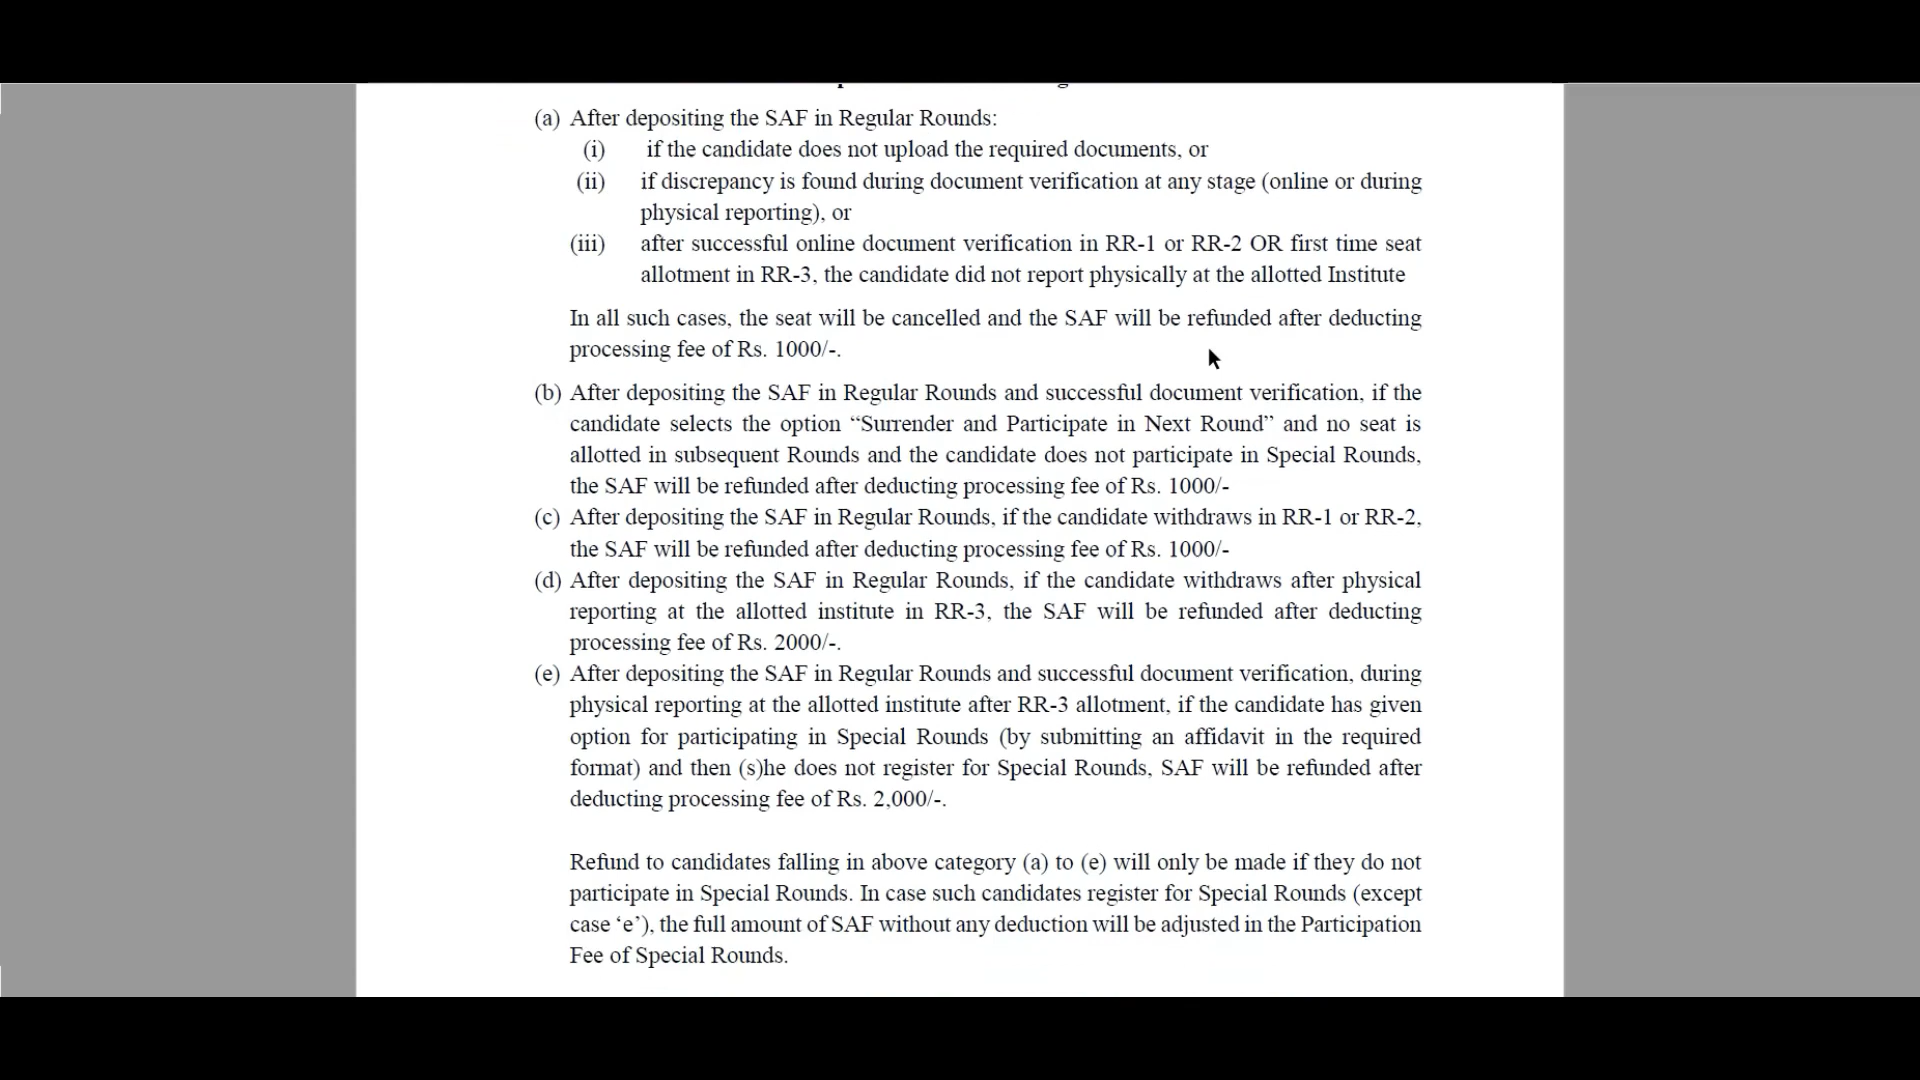 (a) After depositing the SAF in Regular Rounds:
(i) if the candidate does not upload the required documents, or
(ii) if discrepancy is found during document verification at any stage (online or during
physical reporting), or
(iii) after successful online document verification in RR-1 or RR-2 OR first time seat
allotment in RR-3, the candidate did not report physically at the allotted Institute
In all such cases, the seat will be cancelled and the SAF will be refunded after deducting
processing fee of Rs. 1000/-.
(b) After depositing the SAF in Regular Rounds and successful document verification, if the
candidate selects the option “Surrender and Participate in Next Round” and no seat is
allotted in subsequent Rounds and the candidate does not participate in Special Rounds,
the SAF will be refunded after deducting processing fee of Rs. 1000/-
(c) After depositing the SAF in Regular Rounds, if the candidate withdraws in RR-1 or RR-2,
the SAF will be refunded after deducting processing fee of Rs. 1000/-
(d) After depositing the SAF in Regular Rounds, if the candidate withdraws after physical
reporting at the allotted institute in RR-3, the SAF will be refunded after deducting
processing fee of Rs. 2000/-.
(e) After depositing the SAF in Regular Rounds and successful document verification, during
physical reporting at the allotted institute after RR-3 allotment, if the candidate has given
option for participating in Special Rounds (by submitting an affidavit in the required
format) and then (s)he does not register for Special Rounds, SAF will be refunded after
deducting processing fee of Rs. 2,000/-.
Refund to candidates falling in above category (a) to (e) will only be made if they do not
participate in Special Rounds. In case such candidates register for Special Rounds (except
case ‘e’), the full amount of SAF without any deduction will be adjusted in the Participation
Fee of Special Rounds.